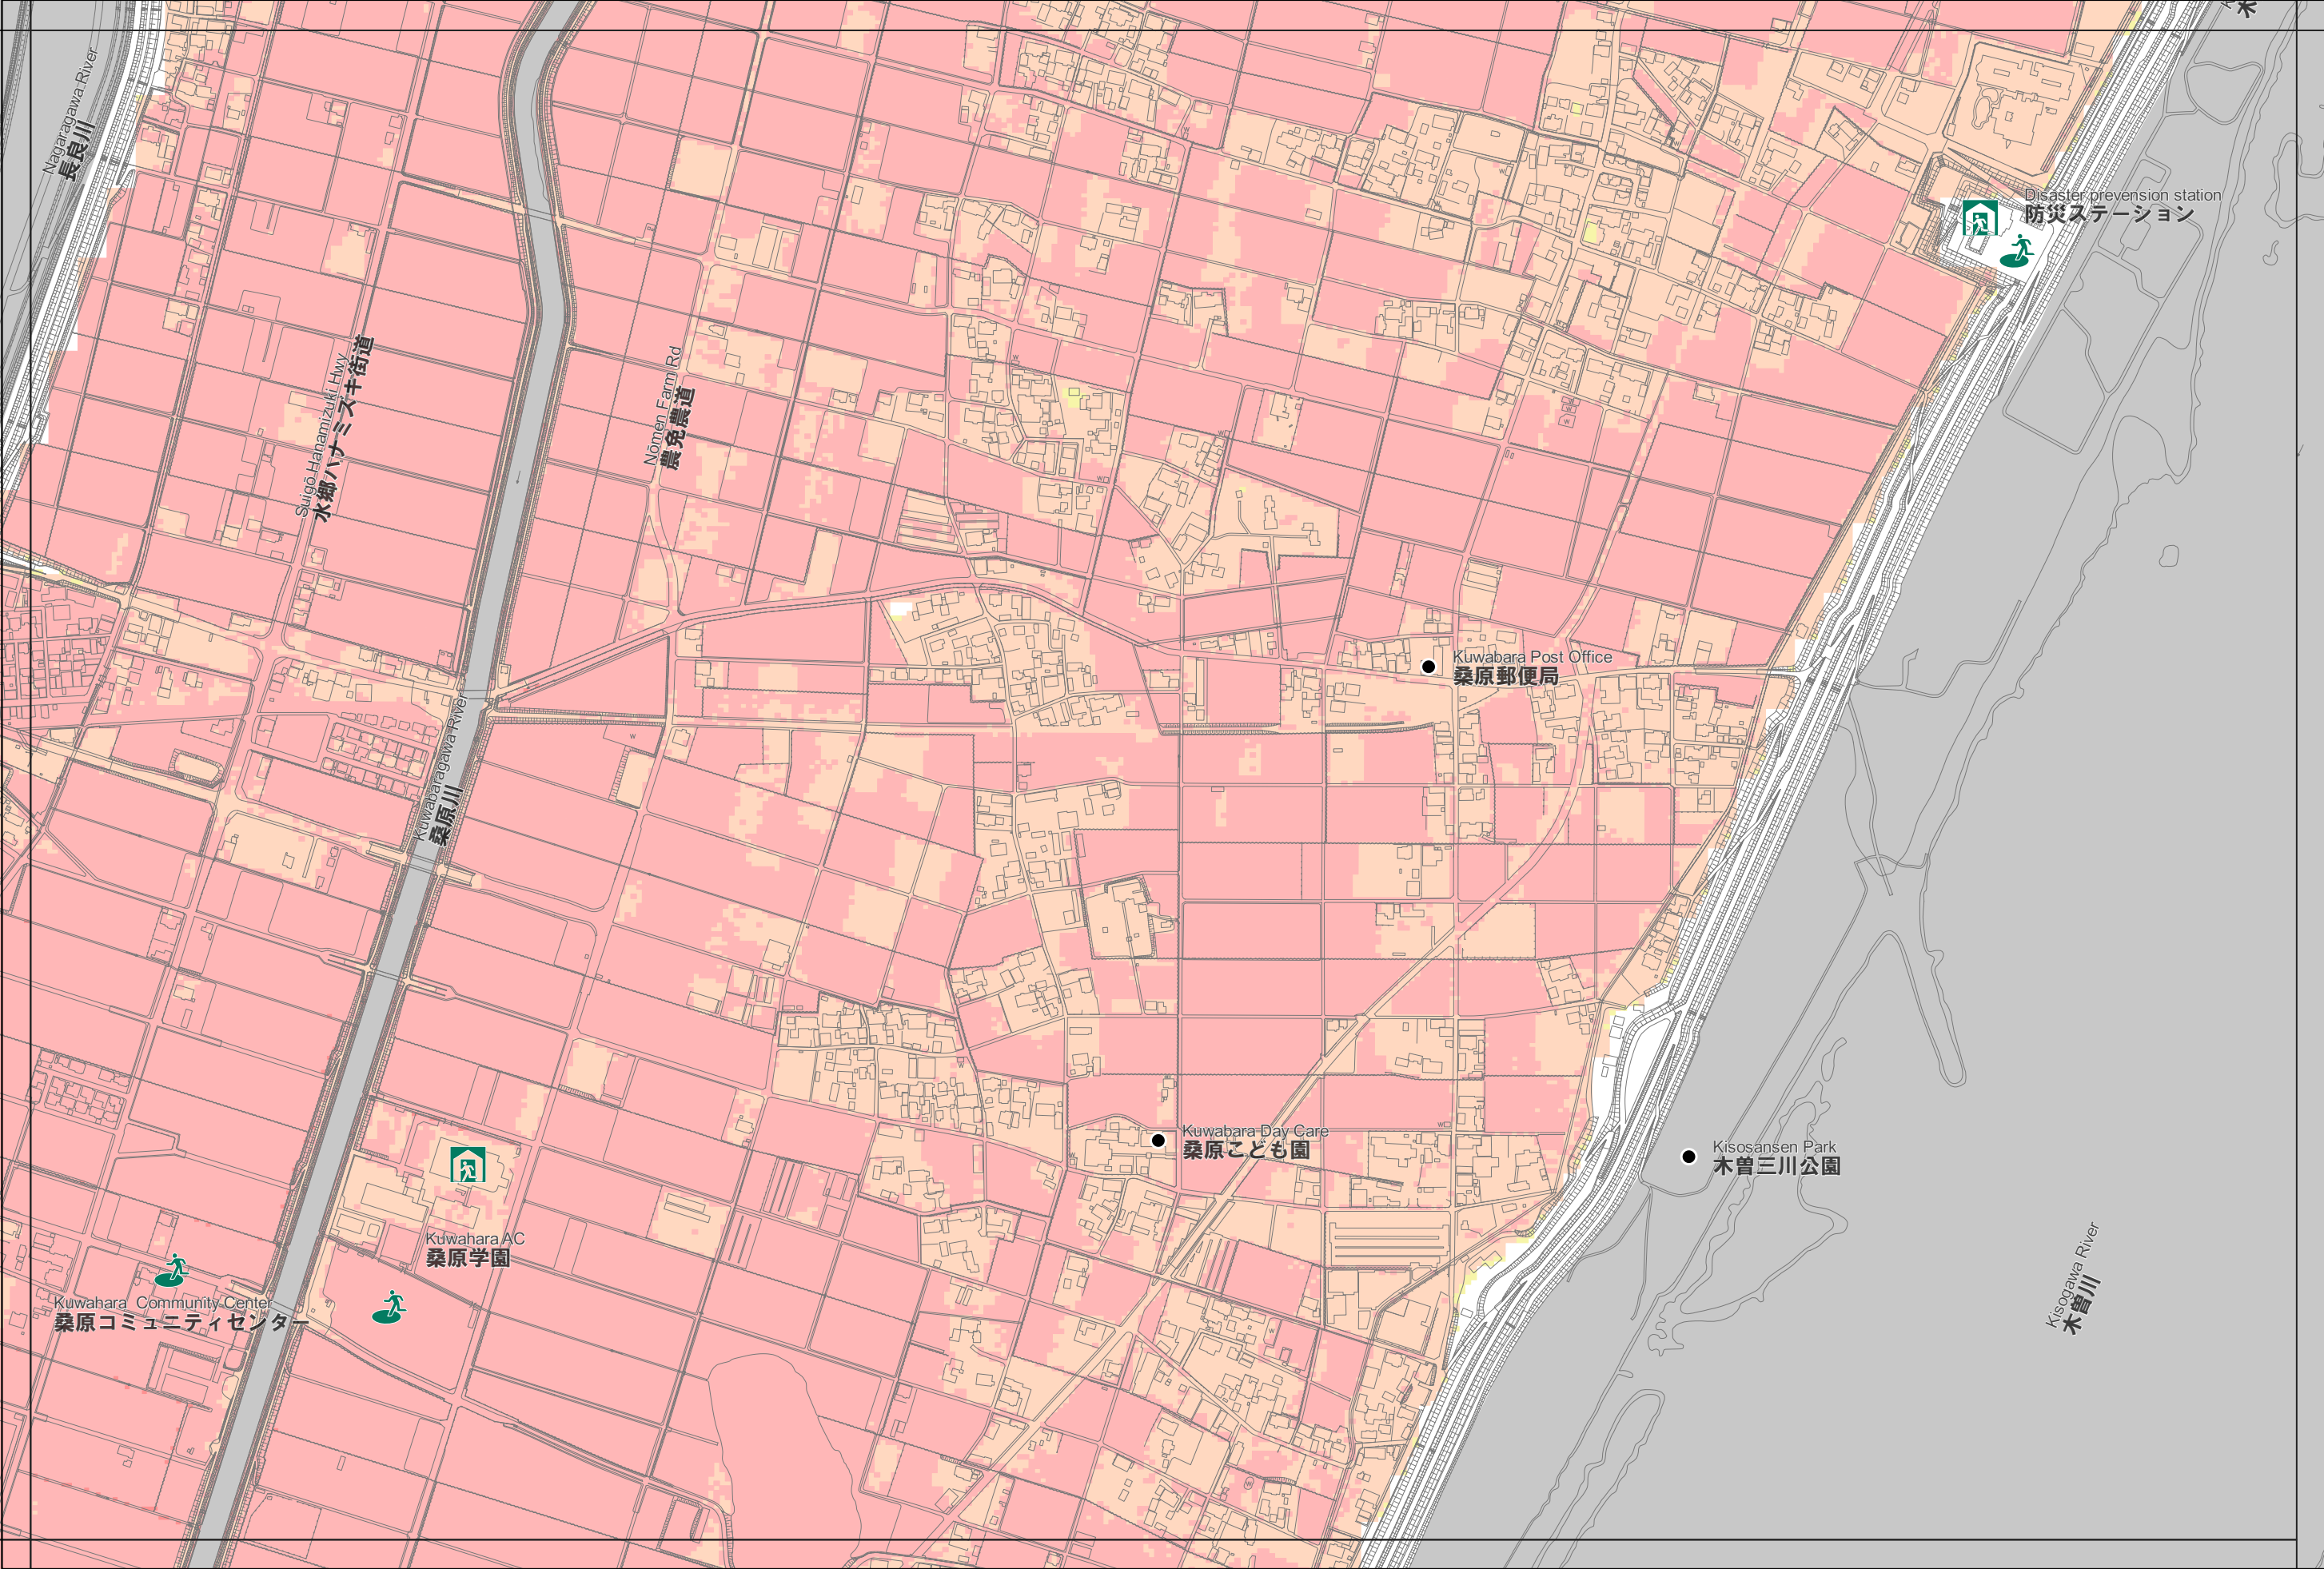 木
Nagaragawa River
長良川
Disaster prevension station
防災ステーション
Suigō Hanamizuki Hwy
水郷ハナミズキ街道
Nōmen Farm Rd
農免農道
Kuwabara Post Office
桑原郵便局
Kuwabaragawa River
桑原川
Kuwabara Day Care
桑原こども園
Kisosansen Park
木曽三川公園
Kuwahara AC
桑原学園
Kuwahara Community Center
桑原コミュニティセンター
Kisogawa River
木曽川